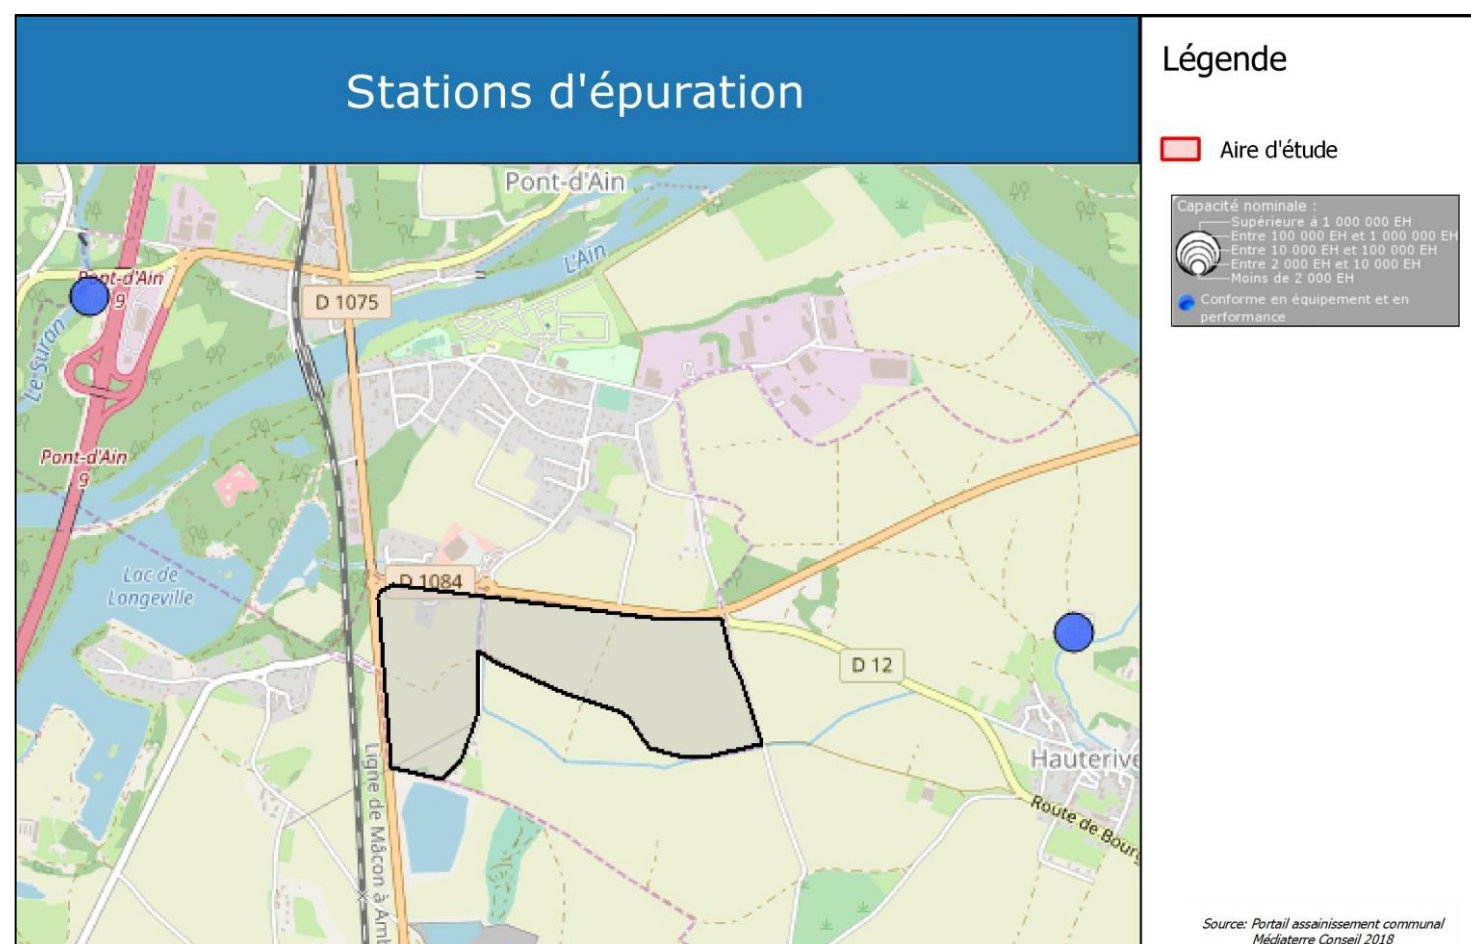 Stations d'épuration
Légende
Aire d'étude
Capacité nominale :
Supérieure à 1 000 000 EH
Entre 100 000 EH et 1 000 000 EH
Entre 10 000 EH et 100 000 EH
Entre 2 000 EH et 10 000 EH
Moins de 2 000 EH
Conforme en équipement et en
performance
Pont-d'Ain
L'Ain
Pont-d'Ain
9
D 1075
Le Suran
Pont-d'Ain
9
Lac de
Longeville
D 1084
D 12
Hauterive
Route de Bourg
Ligne de Mâcon à Amb
Source: Portail assainissement communal
Médiaterre Conseil 2018